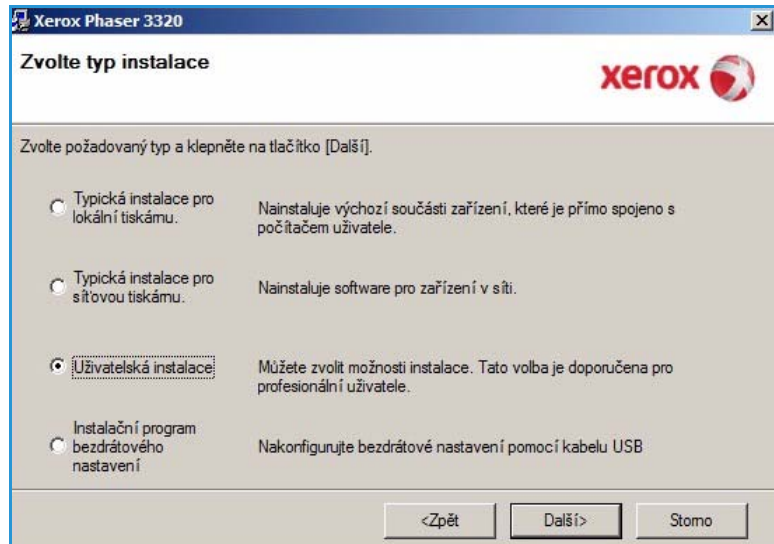 Xerox Phaser 3320
Zvolte typ instalace
xerox
Zvolte požadovaný typ a klepněte na tlačítko [Další].
Typická instalace pro
lokální tiskárnu.
Nainstaluje výchozí součásti zařízení, které je přímo spojeno s
počítačem uživatele.
Typická instalace pro
síťovou tiskárnu.
Nainstaluje software pro zařízení v síti.
Uživatelská instalace
Můžete zvolit možnosti instalace. Tato volba je doporučena pro
profesionální uživatele.
Instalační program
bezdrátového
nastavení
Nakonfigurujte bezdrátové nastavení pomocí kabelu USB
<Zpět
Další>
Storno